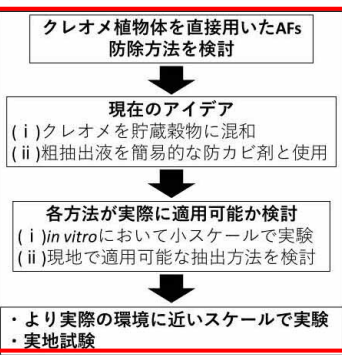 クレオメ植物体を直接用いたAFs
防除方法を検討
現在のアイデア
(ⅰ)クレオメを貯蔵穀物に混和
(ⅱ)粗抽出液を簡易的な防カビ剤と使用
各方法が実際に適用可能か検討
(ⅰ)in vitroにおいて小スケールで実験
(ⅱ)現地で適用可能な抽出方法を検討
・より実際の環境に近いスケールで実験
・実地試験